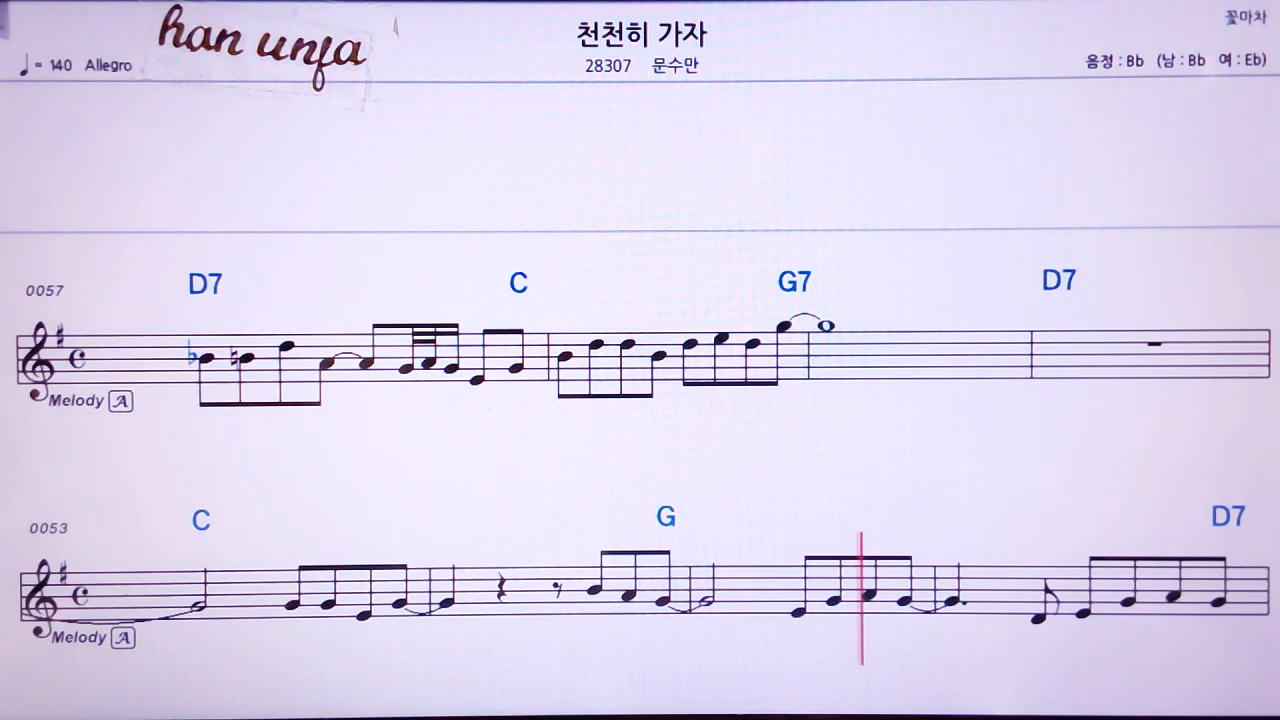 han unja
천천히 가자
꽃마차
♩= 140 Allegro
28307 문수만
음정 : Bb (남 : Bb 여 : Eb)
D7 C G7 D7
0057
Melody A
C G D7
0053
Melody A